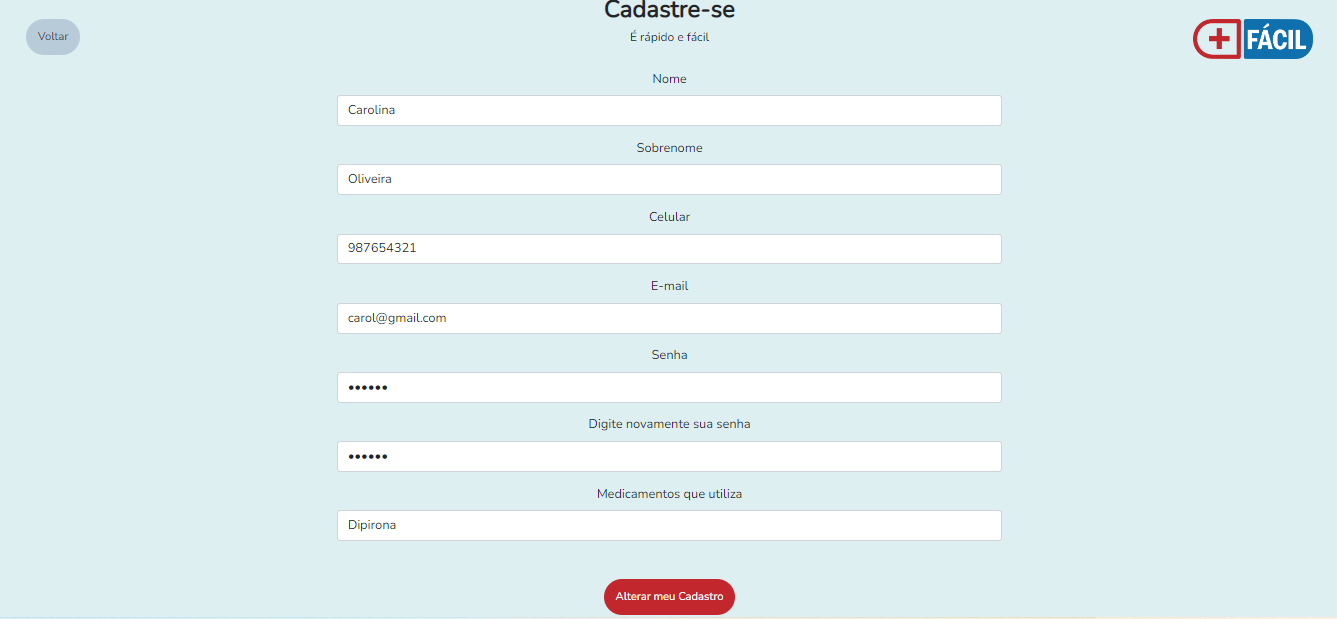 Cadastre-se
Voltar
É rápido e fácil
FÁCIL
Nome
Carolina
Sobrenome
Oliveira
Celular
987654321
E-mail
carol@gmail.com
Senha
••••••
Digite novamente sua senha
••••••
Medicamentos que utiliza
Dipirona
Alterar meu Cadastro